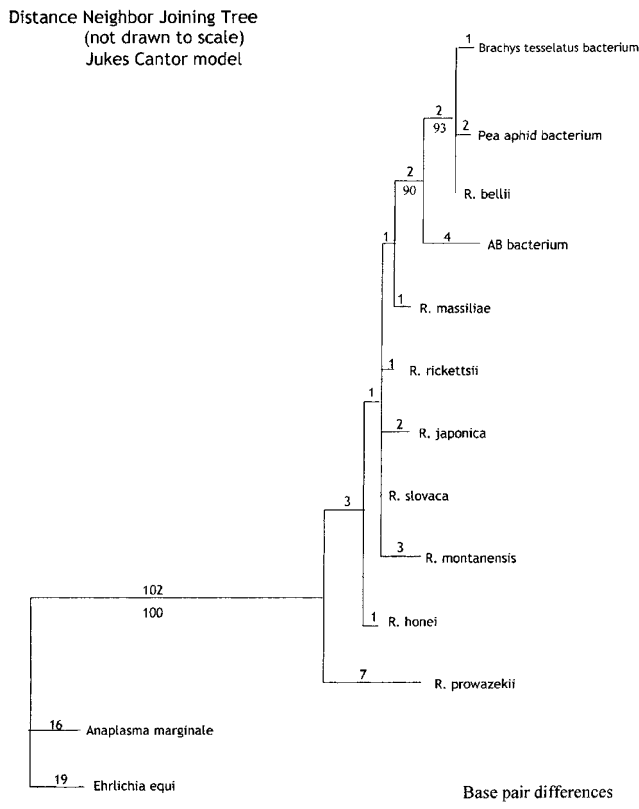 Distance Neighbor Joining Tree
(not drawn to scale)
Jukes Cantor model
1
Brachys tesselatus bacterium
2
93
2
Pea aphid bacterium
2
90
R. bellii
1
4
AB bacterium
1
R. massiliae
1
R. rickettsii
1
2
R. japonica
R. slovaca
3
3
R. montanensis
102
100
1
R. honei
7
R. prowazekii
16
Anaplasma marginale
19
Ehrlichia equi
Base pair differences